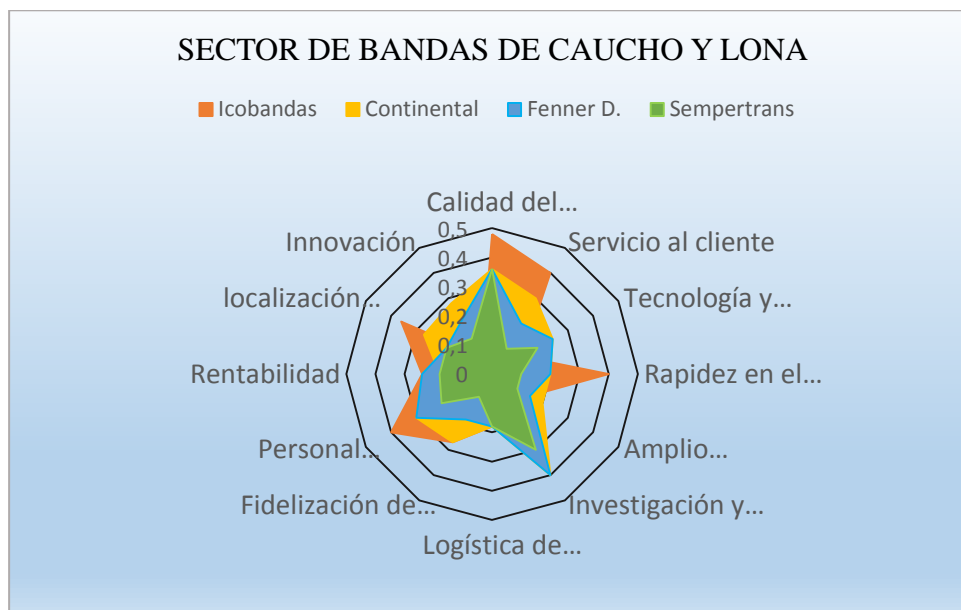 SECTOR DE BANDAS DE CAUCHO Y LONA
Icobandas Continental Fenner D. Sempertrans
Calidad del...
Servicio al cliente
Tecnología y...
Rapidez en el...
Amplio...
Investigación y...
Logística de...
Fidelización de...
Personal...
Rentabilidad
localización...
Innovación
0,5
0,4
0,3
0,2
0,1
0